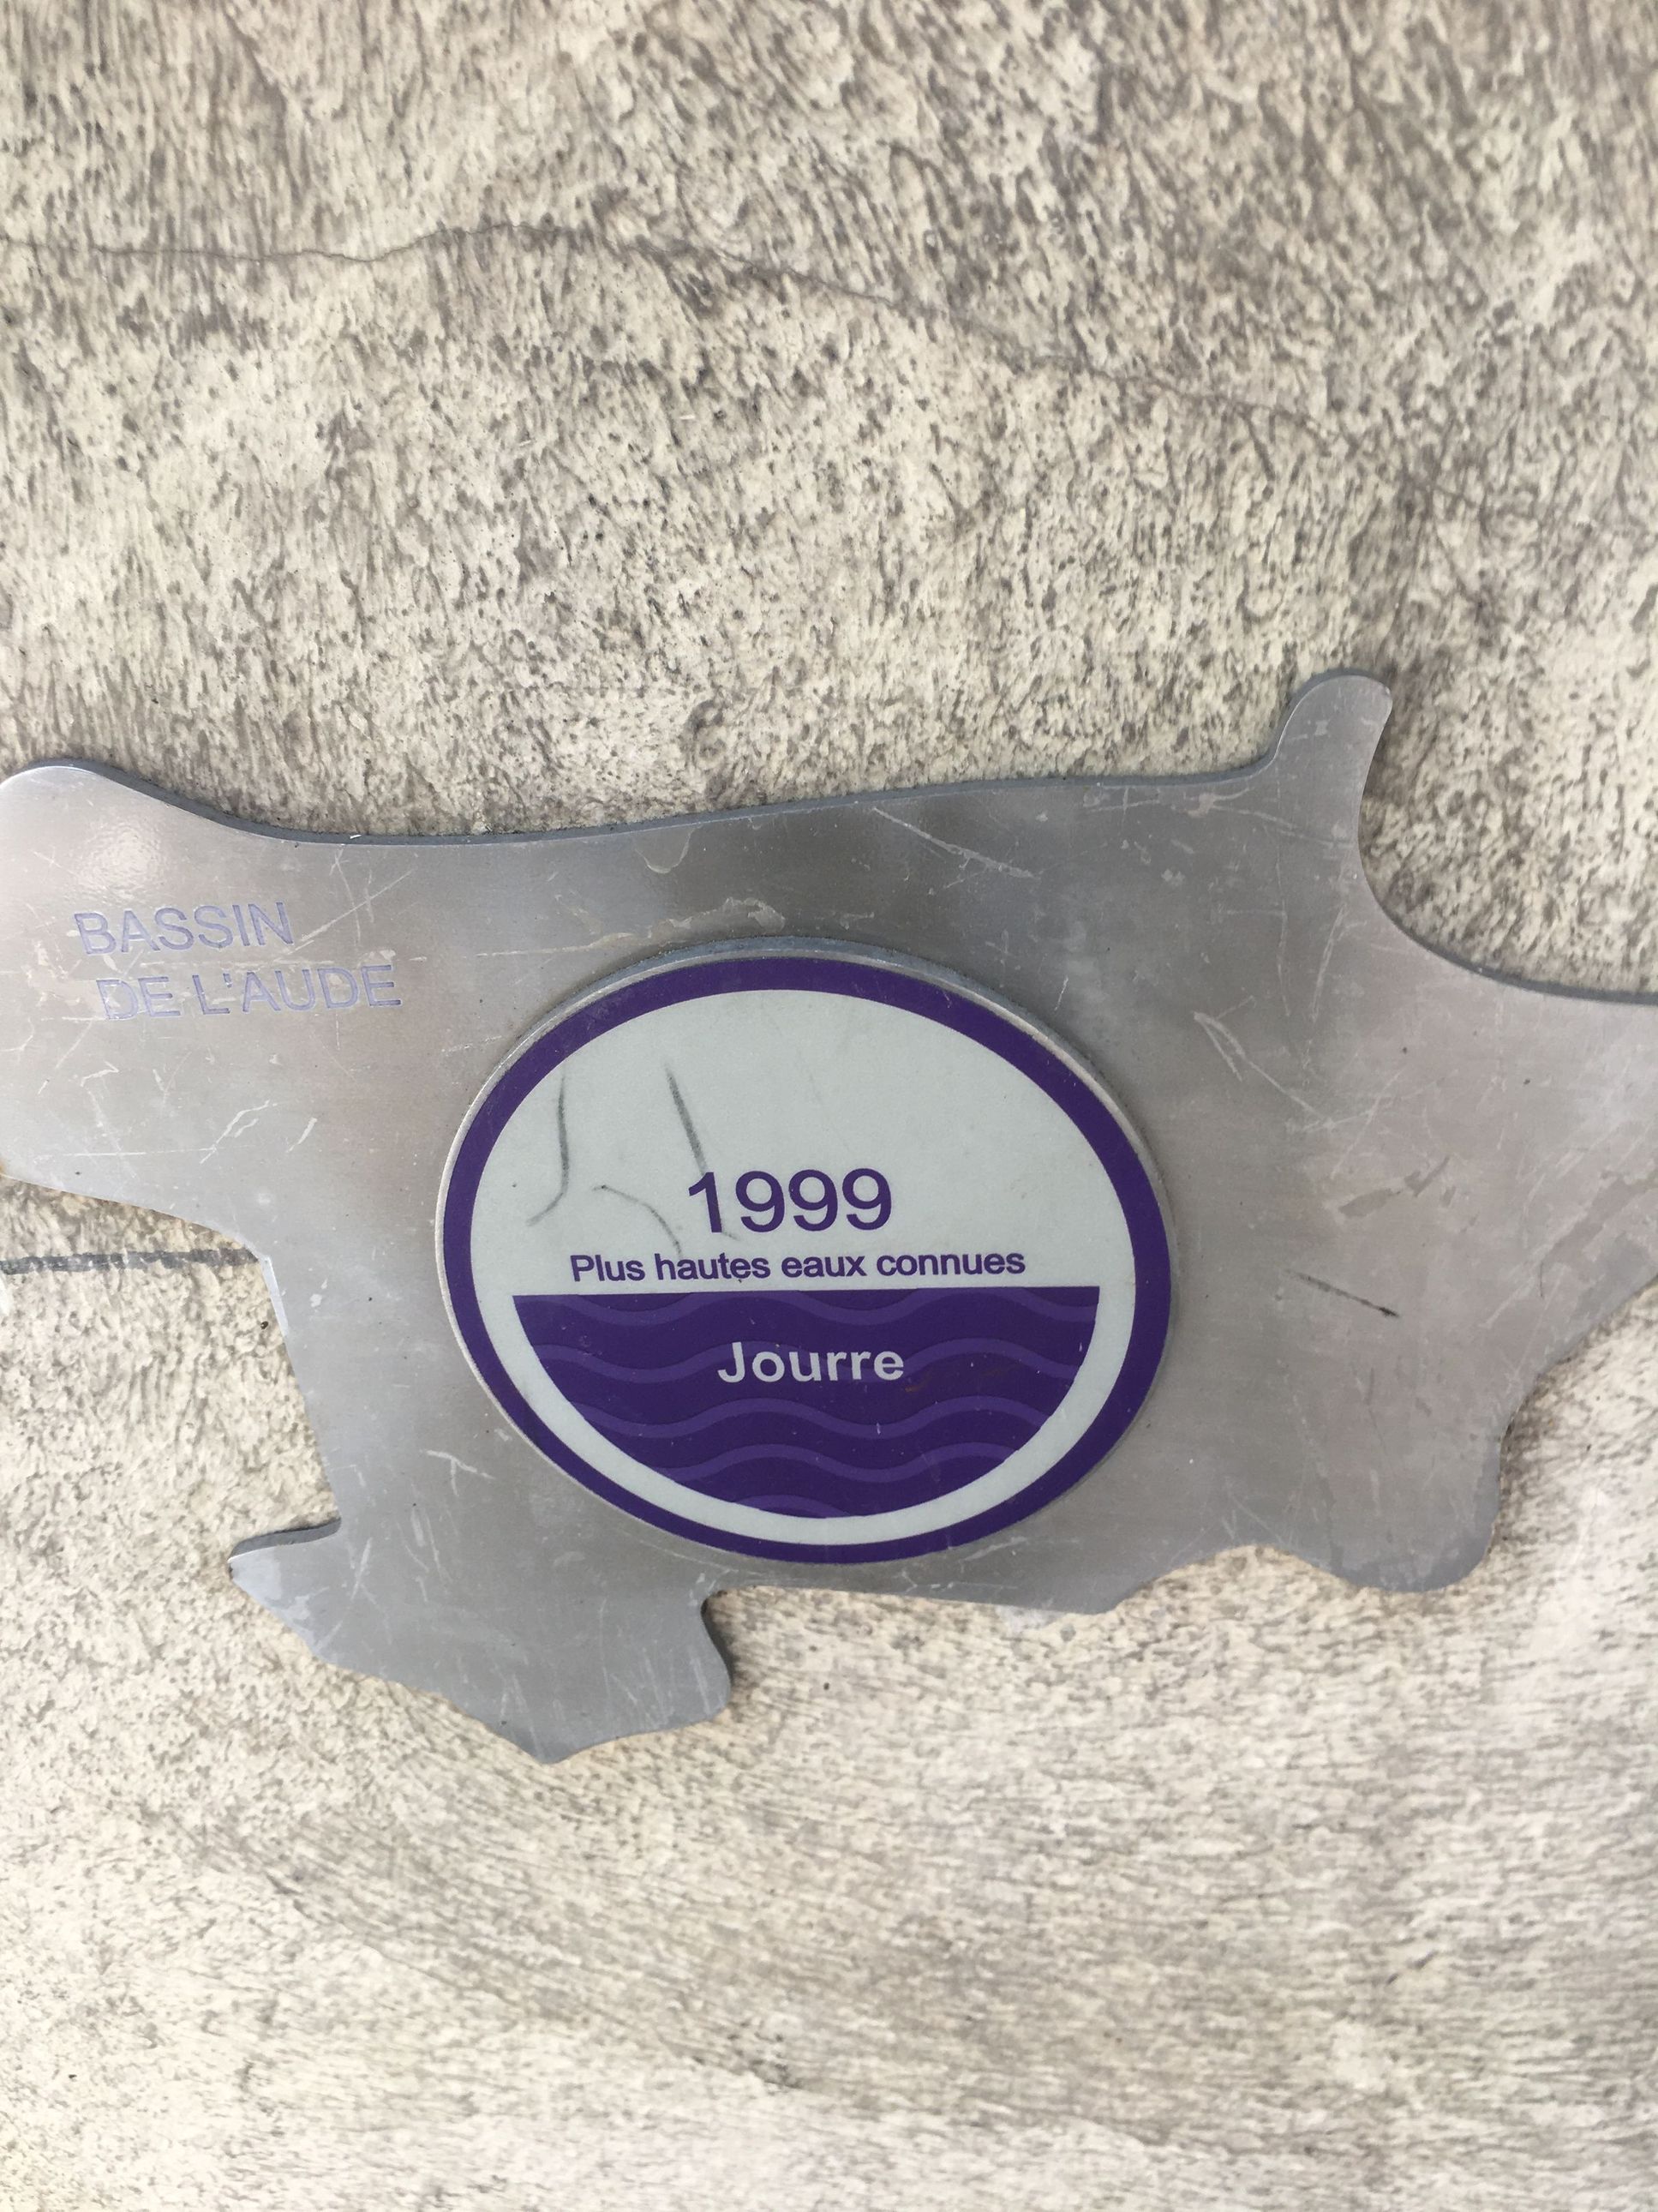 BASSIN
DE L'AUDE
1999
Plus hautes eaux connues
Jourre